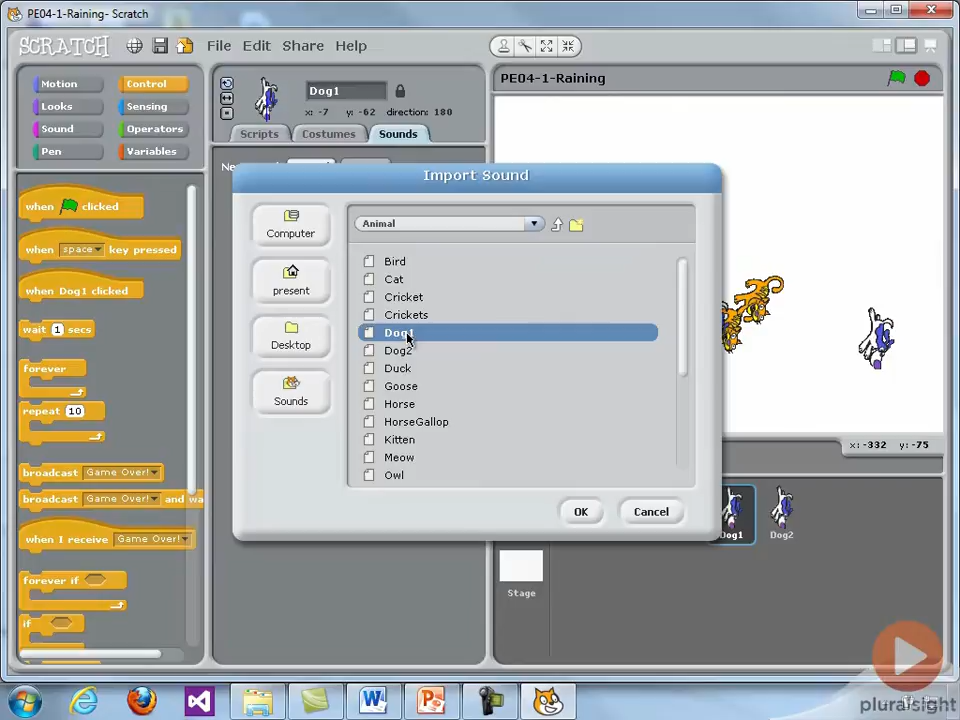 PE04-1-Raining- Scratch
SCRATCH File Edit Share Help
Motion Control
Looks Sensing
Sound Operators
Pen Variables
Dog1
x: -7 y: -62 direction: 180
Scripts Costumes Sounds
PE04-1-Raining
when clicked
when space key pressed
when Dog1 clicked
wait 1 secs
forever
repeat 10
broadcast Game Over!
broadcast Game Over! and wa
when I receive Game Over!
forever if
if
Import Sound
Computer
present
Desktop
Sounds
Animal
Bird
Cat
Cricket
Crickets
Dog1
Dog2
Duck
Goose
Horse
HorseGallop
Kitten
Meow
Owl
OK Cancel
x: -332 y: -75
Dog1 Dog2
Stage
pluralsight